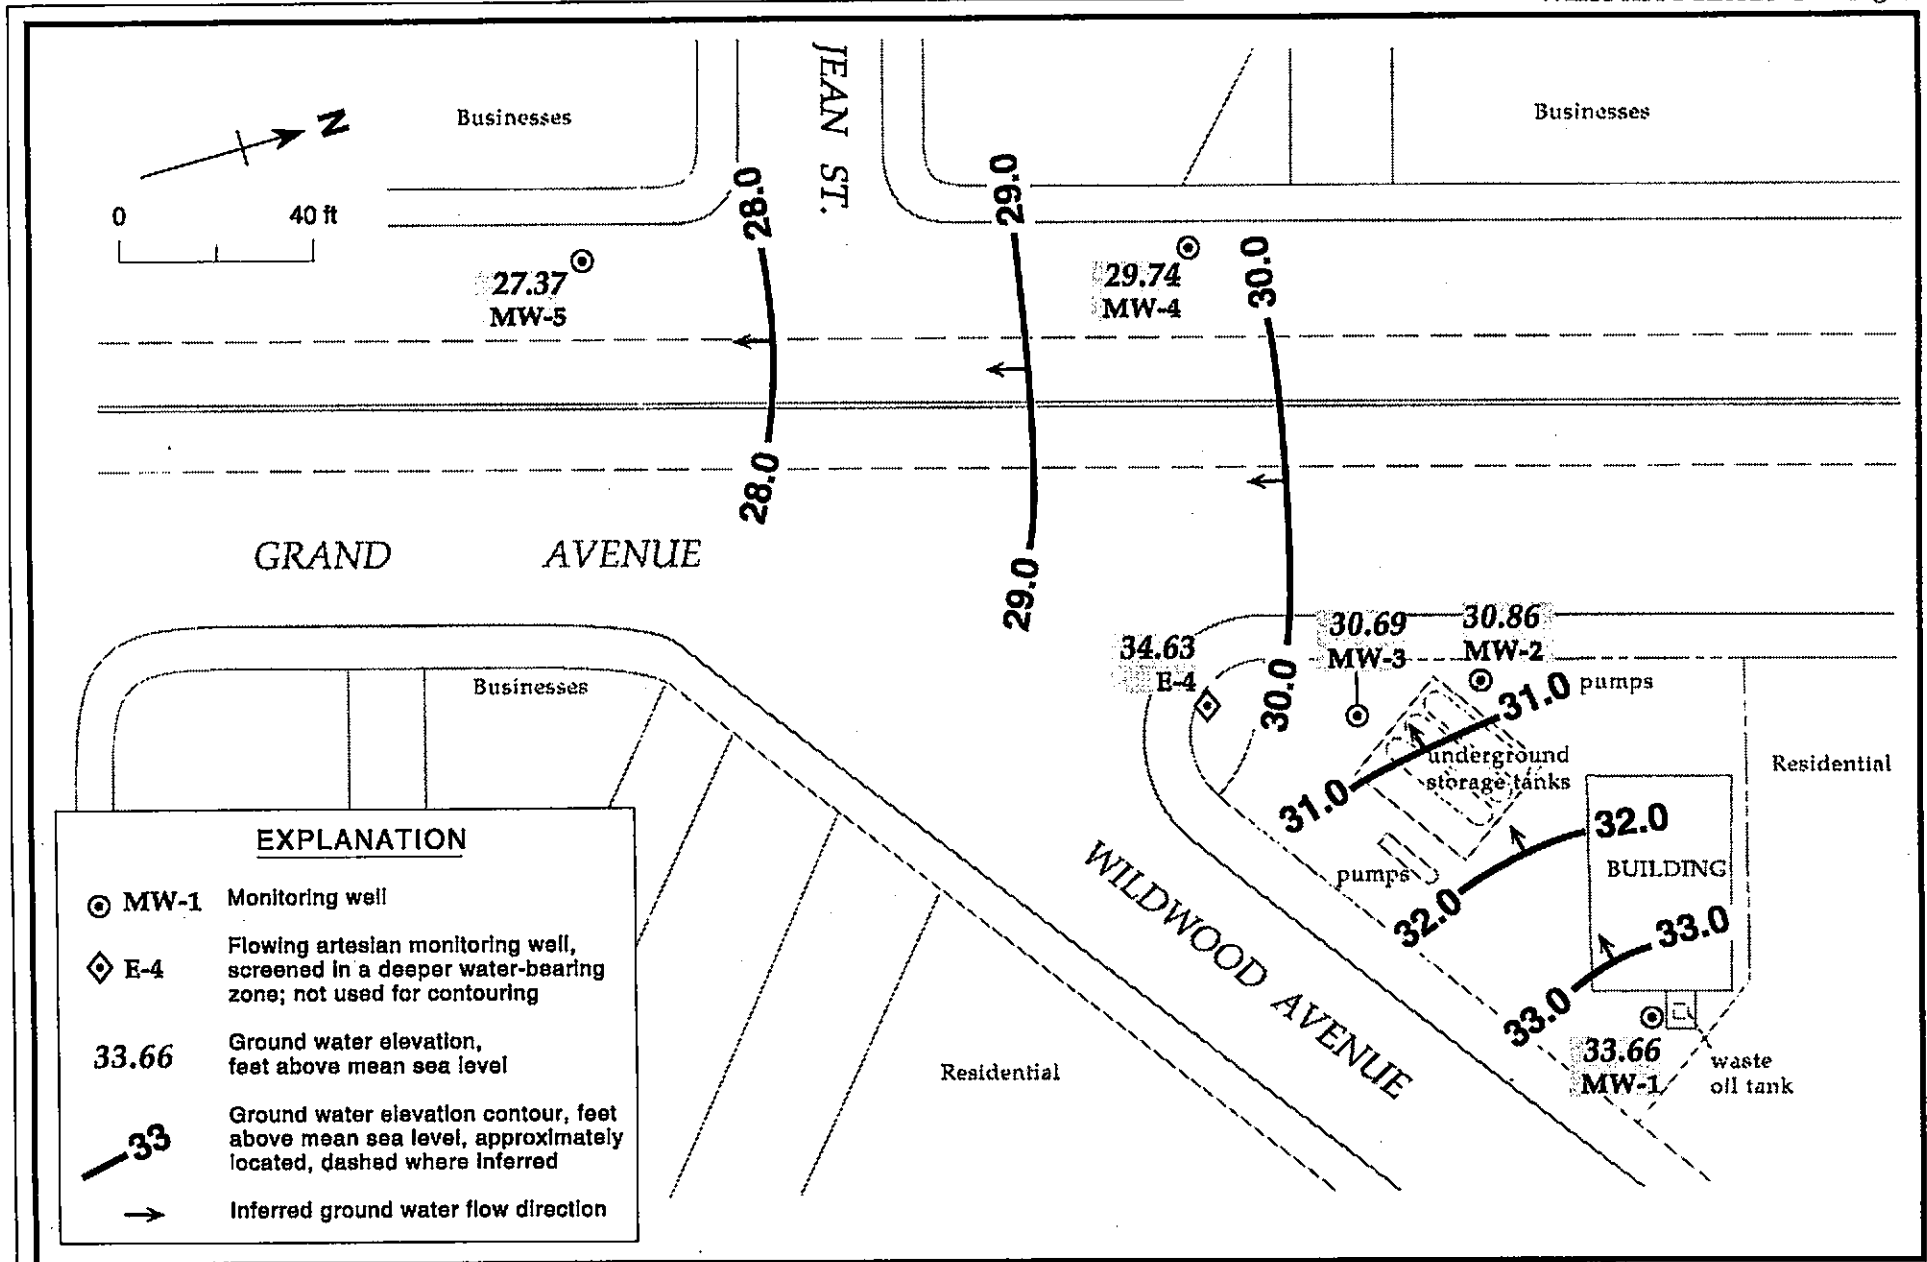 N
0 40 ft
Businesses
JEAN ST.
Businesses
28.0
29.0
30.0
27.37
MW-5
29.74
MW-4
28.0
29.0
30.0
GRAND AVENUE
34.63
E-4
30.69
MW-3
30.86
MW-2
31.0
pumps
31.0
underground
storage tanks
Residential
Businesses
pumps
32.0
32.0
BUILDING
33.0
33.0
WILDWOOD AVENUE
33.66
MW-1
waste
oil tank
Residential
EXPLANATION
MW-1 Monitoring well
E-4 Flowing artesian monitoring well,
screened in a deeper water-bearing
zone; not used for contouring
33.66 Ground water elevation,
feet above mean sea level
33 Ground water elevation contour, feet
above mean sea level, approximately
located, dashed where inferred
Inferred ground water flow direction